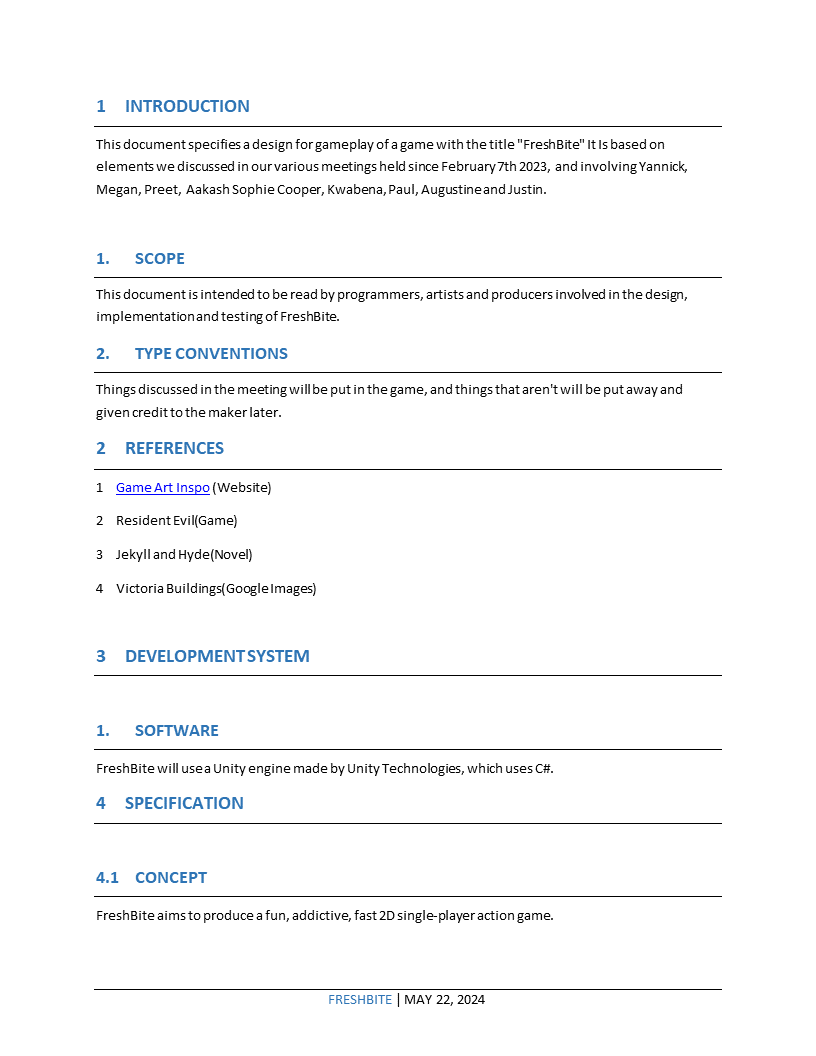 1 INTRODUCTION
This document specifies a design for gameplay of a game with the title "FreshBite" It Is based on
elements we discussed in our various meetings held since February 7th 2023, and involving Yannick,
Megan, Preet, Aakash Sophie Cooper, Kwabena, Paul, Augustine and Justin.
1. SCOPE
This document is intended to be read by programmers, artists and producers involved in the design,
implementation and testing of FreshBite.
2. TYPE CONVENTIONS
Things discussed in the meeting will be put in the game, and things that aren't will be put away and
given credit to the maker later.
2 REFERENCES
1 Game Art Inspo (Website)
2 Resident Evil(Game)
3 Jekyll and Hyde(Novel)
4 Victoria Buildings(Google Images)
3 DEVELOPMENT SYSTEM
1. SOFTWARE
FreshBite will use a Unity engine made by Unity Technologies, which uses C#.
4 SPECIFICATION
4.1 CONCEPT
FreshBite aims to produce a fun, addictive, fast 2D single-player action game.
FRESHBITE | MAY 22, 2024